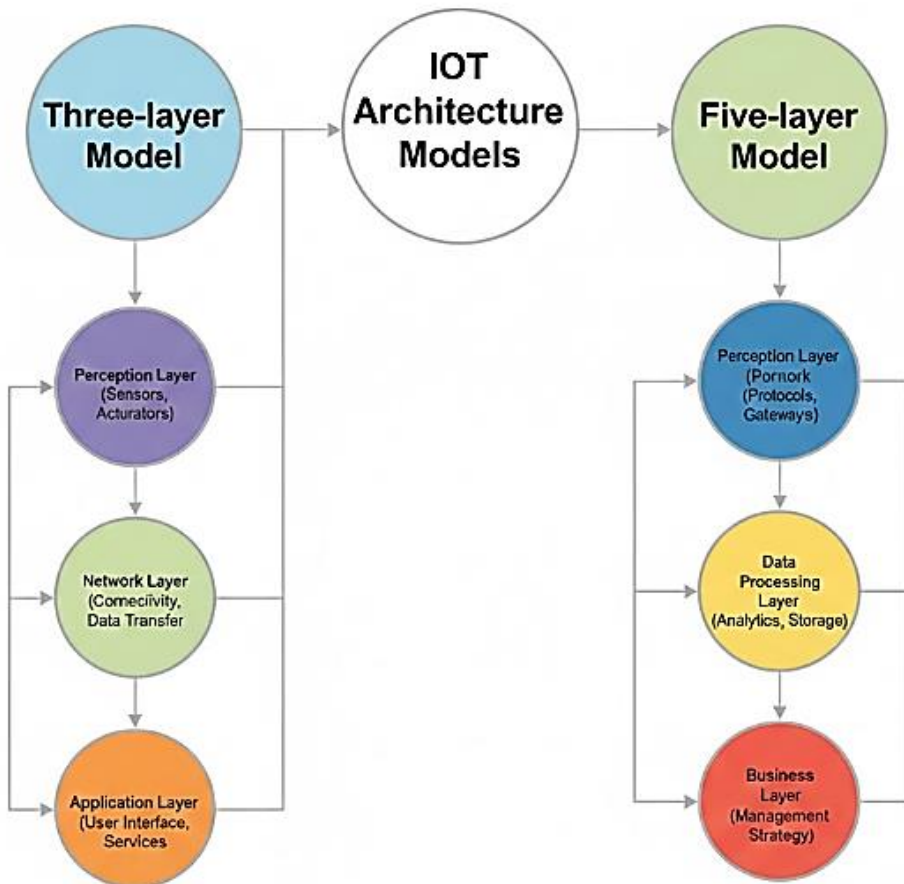 Three-layer
Model
IOT
Architecture
Models
Five-layer
Model
Perception Layer
(Sensors,
Acturators)
Network Layer
(Comeciivity,
Data Transfer
Application Layer
(User Interface,
Services
Perception Layer
(Pornork
(Protocols,
Gateways)
Data
Processing
Layer
(Analytics, Storage)
Business
Layer
(Management
Strategy)